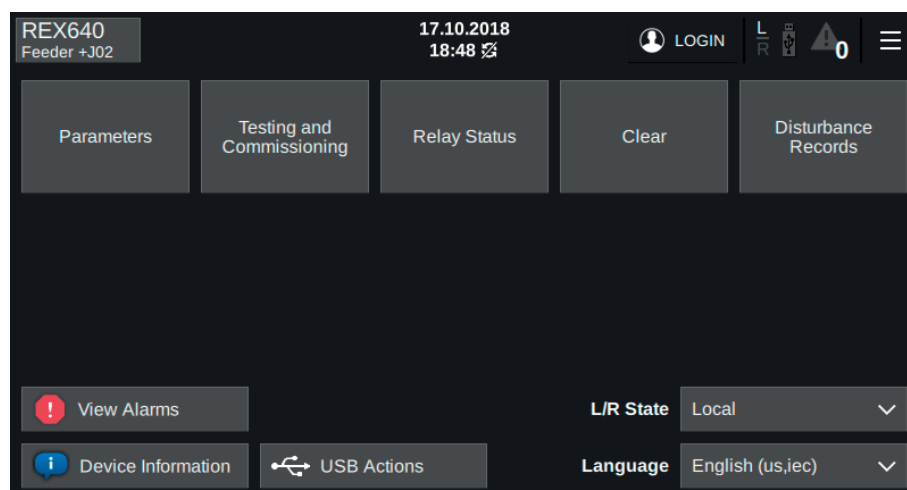 REX640
Feeder +J02
17.10.2018
18:48
LOGIN
L
R
0
Parameters
Testing and
Commissioning
Relay Status
Clear
Disturbance
Records
View Alarms
L/R State
Local
Device Information
USB Actions
Language
English (us,iec)